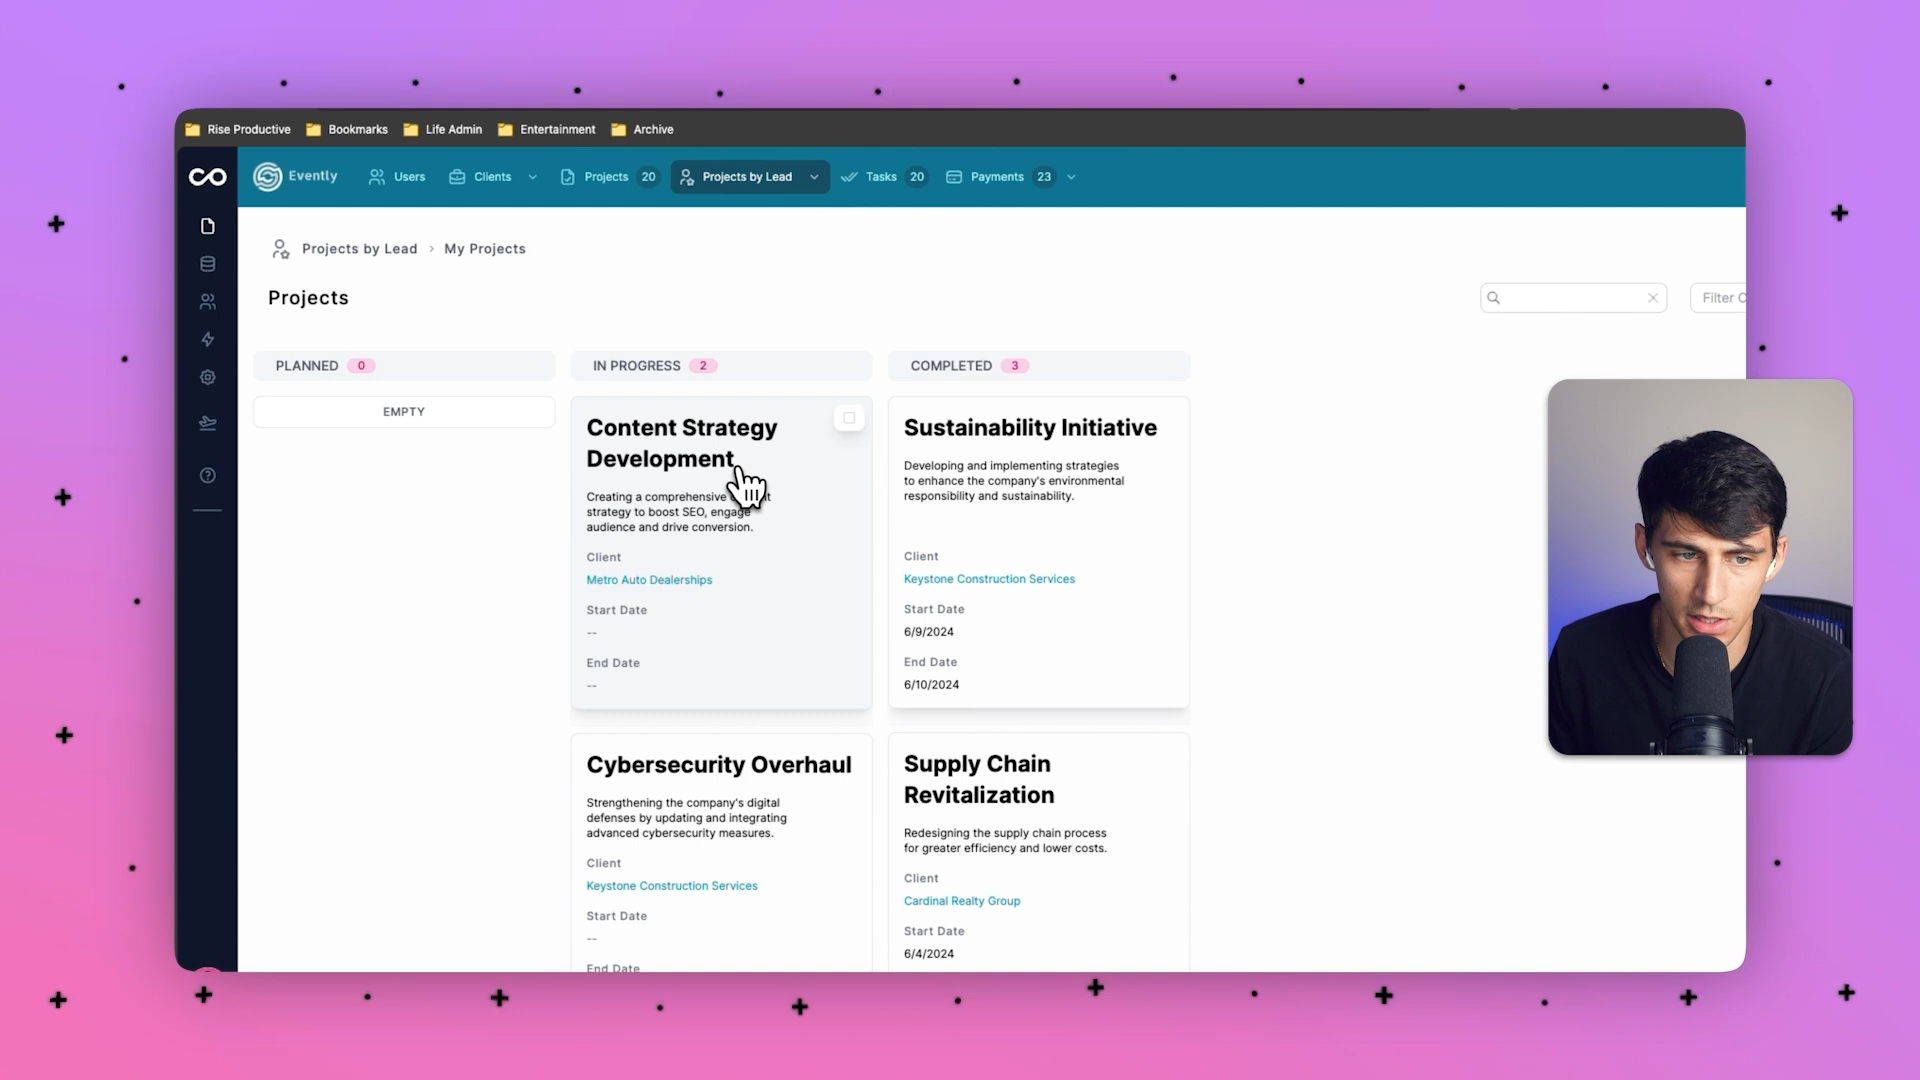 Rise Productive
Bookmarks
Life Admin
Entertainment
Archive
Evently
Users
Clients
Projects 20
Projects by Lead
Tasks 20
Payments 23
Projects by Lead > My Projects
Projects
Filter
PLANNED 0
IN PROGRESS 2
COMPLETED 3
EMPTY
Content Strategy
Development
Creating a comprehensive
strategy to boost SEO, engage
audience and drive conversion.
Client
Metro Auto Dealerships
Start Date
--
End Date
--
Sustainability Initiative
Developing and implementing strategies
to enhance the company's environmental
responsibility and sustainability.
Client
Keystone Construction Services
Start Date
6/9/2024
End Date
6/10/2024
Cybersecurity Overhaul
Strengthening the company's digital
defenses by updating and integrating
advanced cybersecurity measures.
Client
Keystone Construction Services
Start Date
--
End Date
Supply Chain
Revitalization
Redesigning the supply chain process
for greater efficiency and lower costs.
Client
Cardinal Realty Group
Start Date
6/4/2024